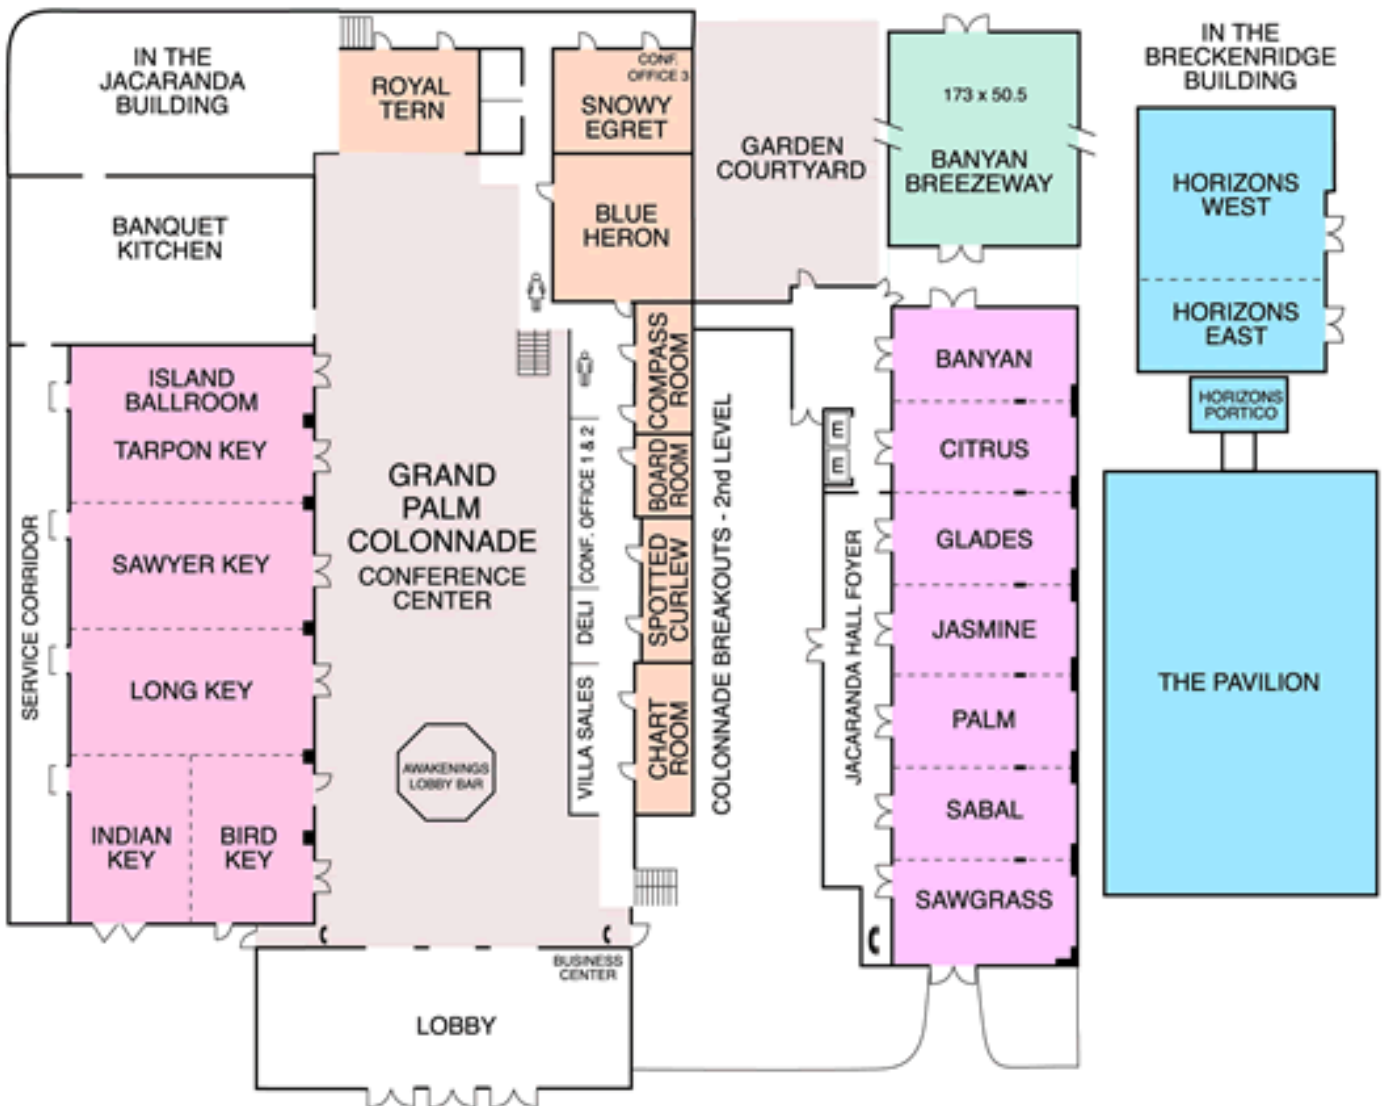 IN THE
JACARANDA
BUILDING
ROYAL
TERN
CONF.
OFFICE 3
SNOWY
EGRET
GARDEN
COURTYARD
173 x 50.5
BANYAN
BREEZEWAY
IN THE
BRECKENRIDGE
BUILDING
HORIZONS
WEST
HORIZONS
EAST
HORIZONS
PORTICO
THE PAVILION
BANQUET
KITCHEN
BLUE
HERON
SERVICE CORRIDOR
ISLAND
BALLROOM
TARPON KEY
SAWYER KEY
LONG KEY
INDIAN
KEY
BIRD
KEY
GRAND
PALM
COLONNADE
CONFERENCE
CENTER
AWAKENINGS
LOBBY BAR
CONF. OFFICE 1 & 2
DELI
VILLA SALES
COMPASS
ROOM
BOARD
ROOM
SPOTTED
CURLEW
CHART
ROOM
COLONNADE BREAKOUTS - 2nd LEVEL
E
E
JACARANDA HALL FOYER
BANYAN
CITRUS
GLADES
JASMINE
PALM
SABAL
SAWGRASS
BUSINESS
CENTER
LOBBY